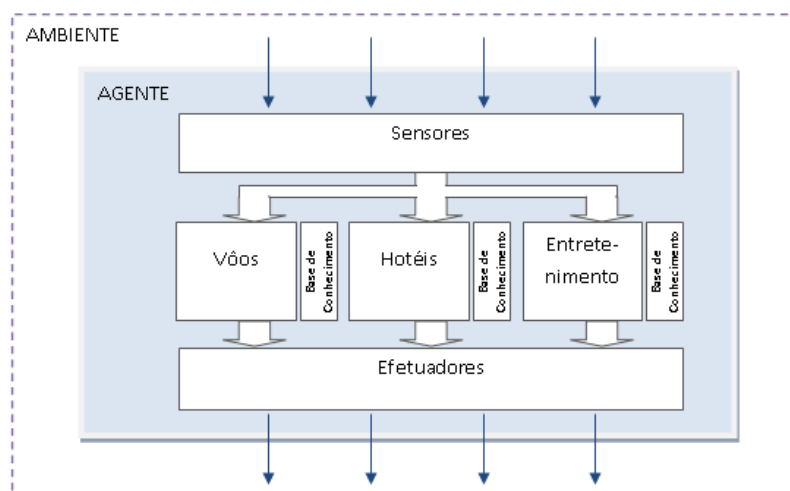 AMBIENTE
AGENTE
Sensores
Vôos
Base de
Conhecimento
Hotéis
Base de
Conhecimento
Entrete-
nimento
Base de
Conhecimento
Efetuadores